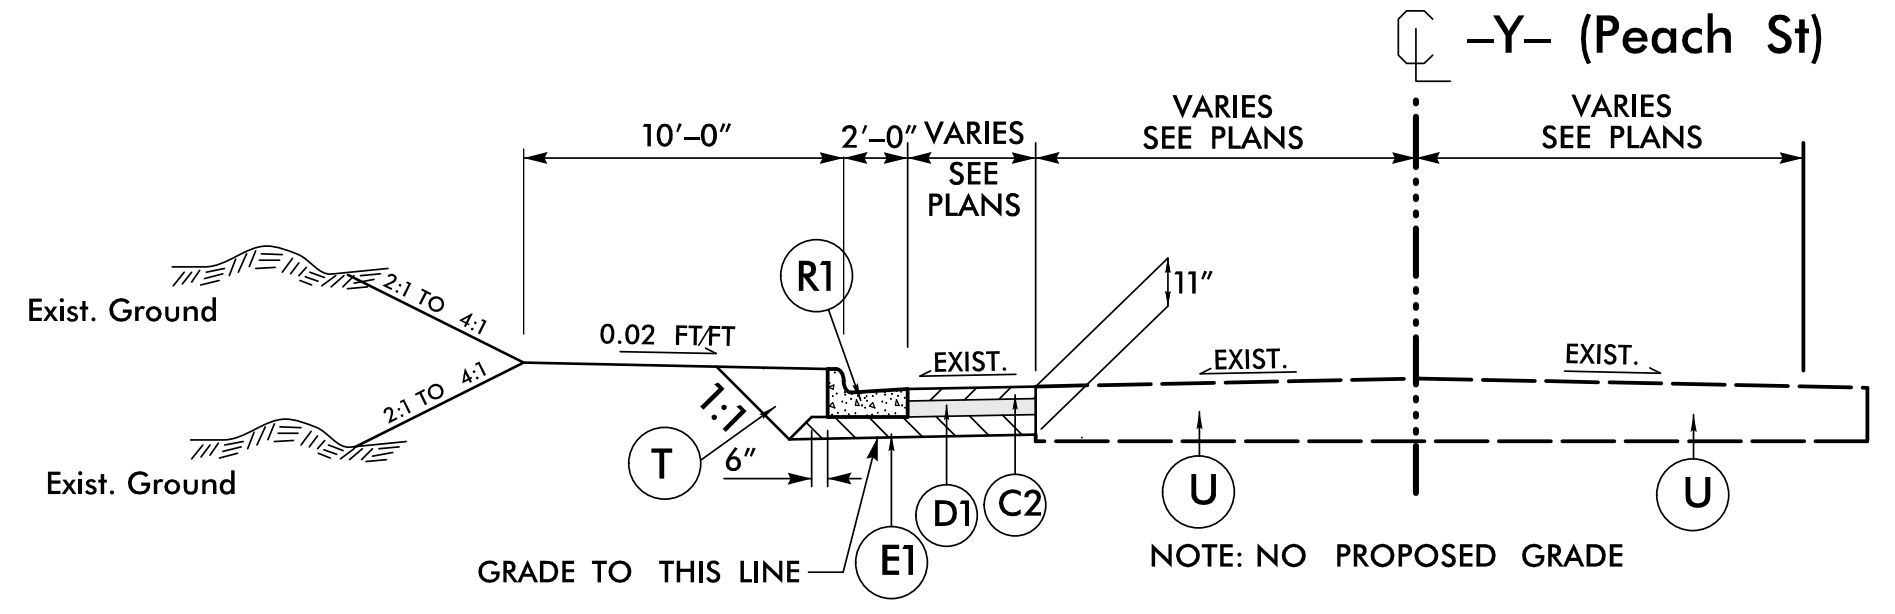 ℄ –Y– (Peach St)
10'–0"
2'–0"
VARIES
SEE
PLANS
VARIES
SEE PLANS
VARIES
SEE PLANS
R1
11"
2:1 TO 4:1
Exist. Ground
0.02 FT/FT
EXIST.
EXIST.
EXIST.
2:1 TO 4:1
1:1
T
6"
Exist. Ground
D1
C2
U
U
E1
GRADE TO THIS LINE
NOTE: NO PROPOSED GRADE